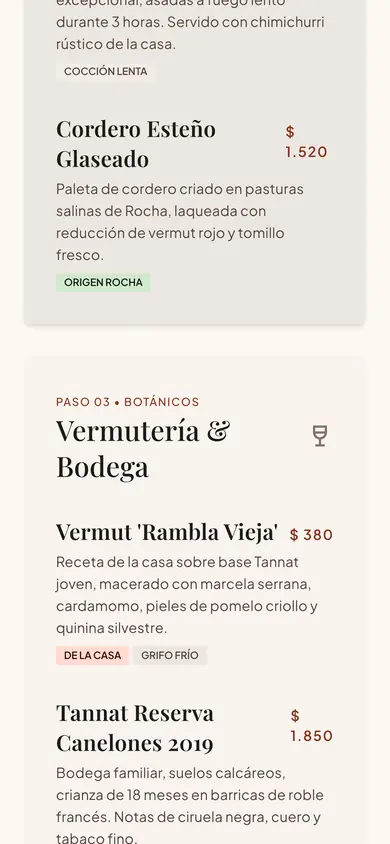 excepcional, asadas a fuego lento
durante 3 horas. Servido con chimichurri
rústico de la casa.
COCCIÓN LENTA
Cordero Esteño
Glaseado
$
1.520
Paleta de cordero criado en pasturas
salinas de Rocha, laqueada con
reducción de vermut rojo y tomillo
fresco.
ORIGEN ROCHA
PASO 03 • BOTÁNICOS
Vermutería &
Bodega
Vermut 'Rambla Vieja' $ 380
Receta de la casa sobre base Tannat
joven, macerado con marcela serrana,
cardamomo, pieles de pomelo criollo y
quinina silvestre.
DE LA CASA GRIFO FRÍO
Tannat Reserva
Canelones 2019
$
1.850
Bodega familiar, suelos calcáreos,
crianza de 18 meses en barricas de roble
francés. Notas de ciruela negra, cuero y
tabaco fino.